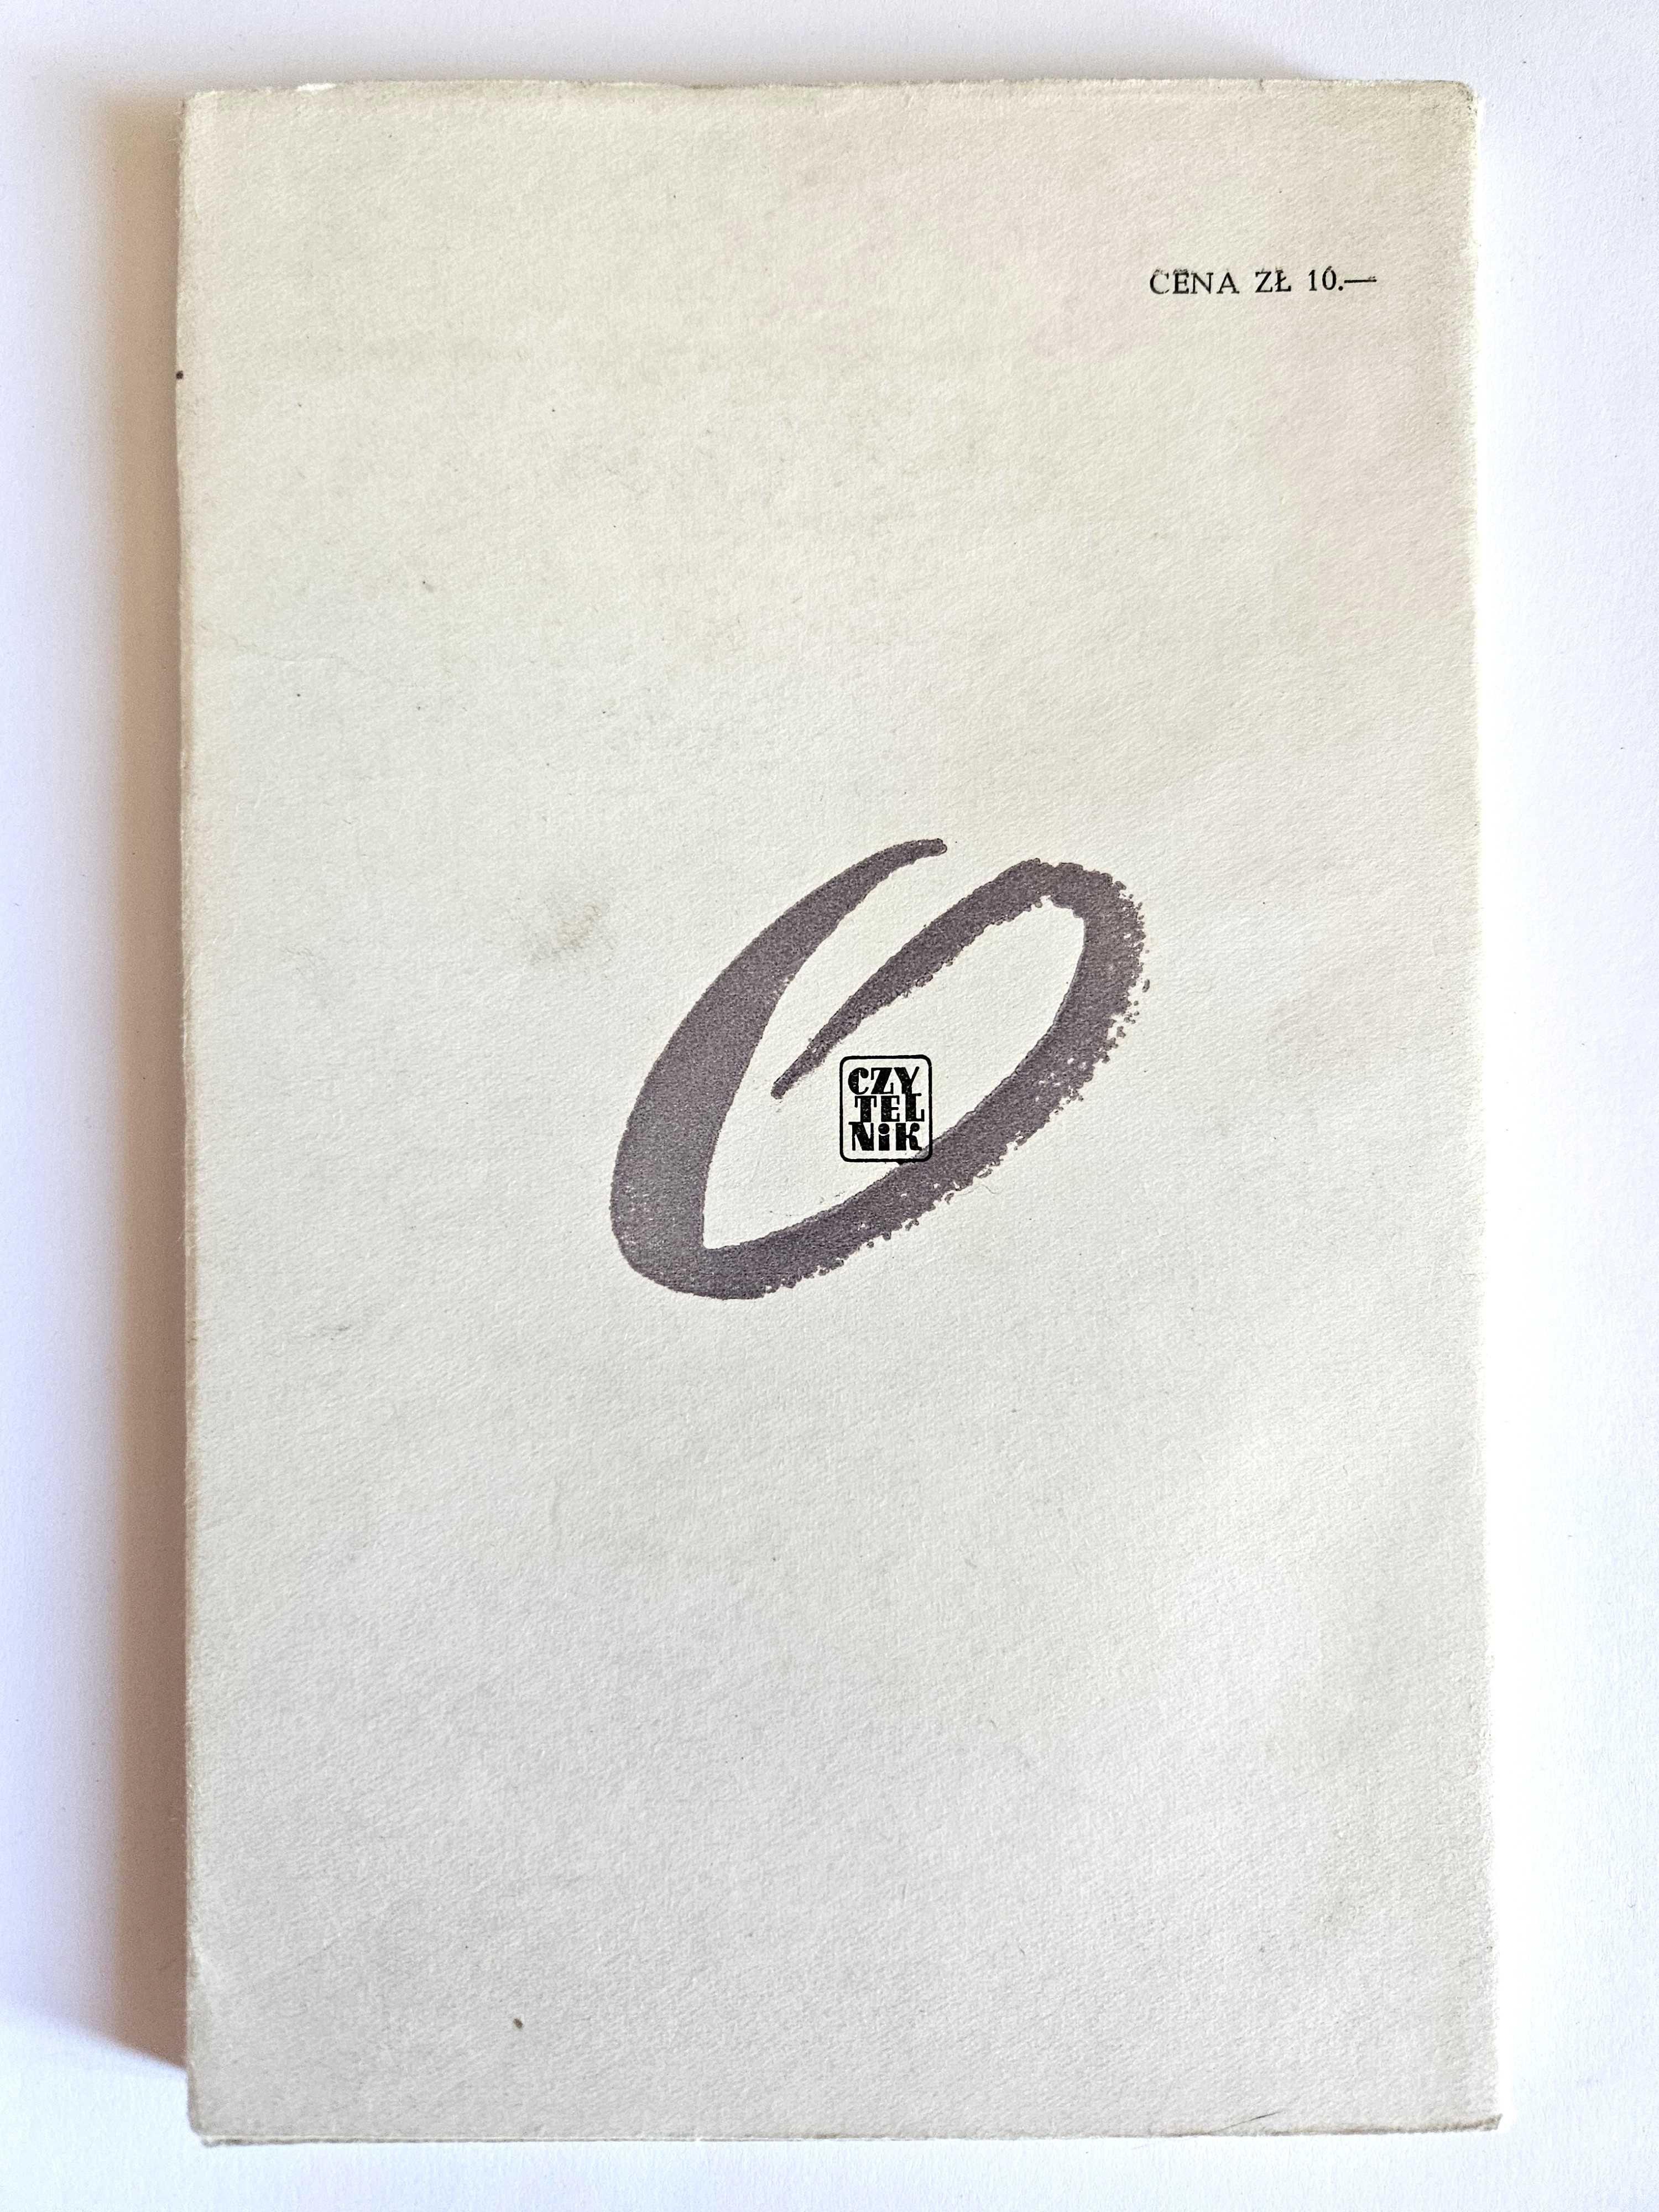 CENA ZŁ 10.—
CZY
TEL
NiK